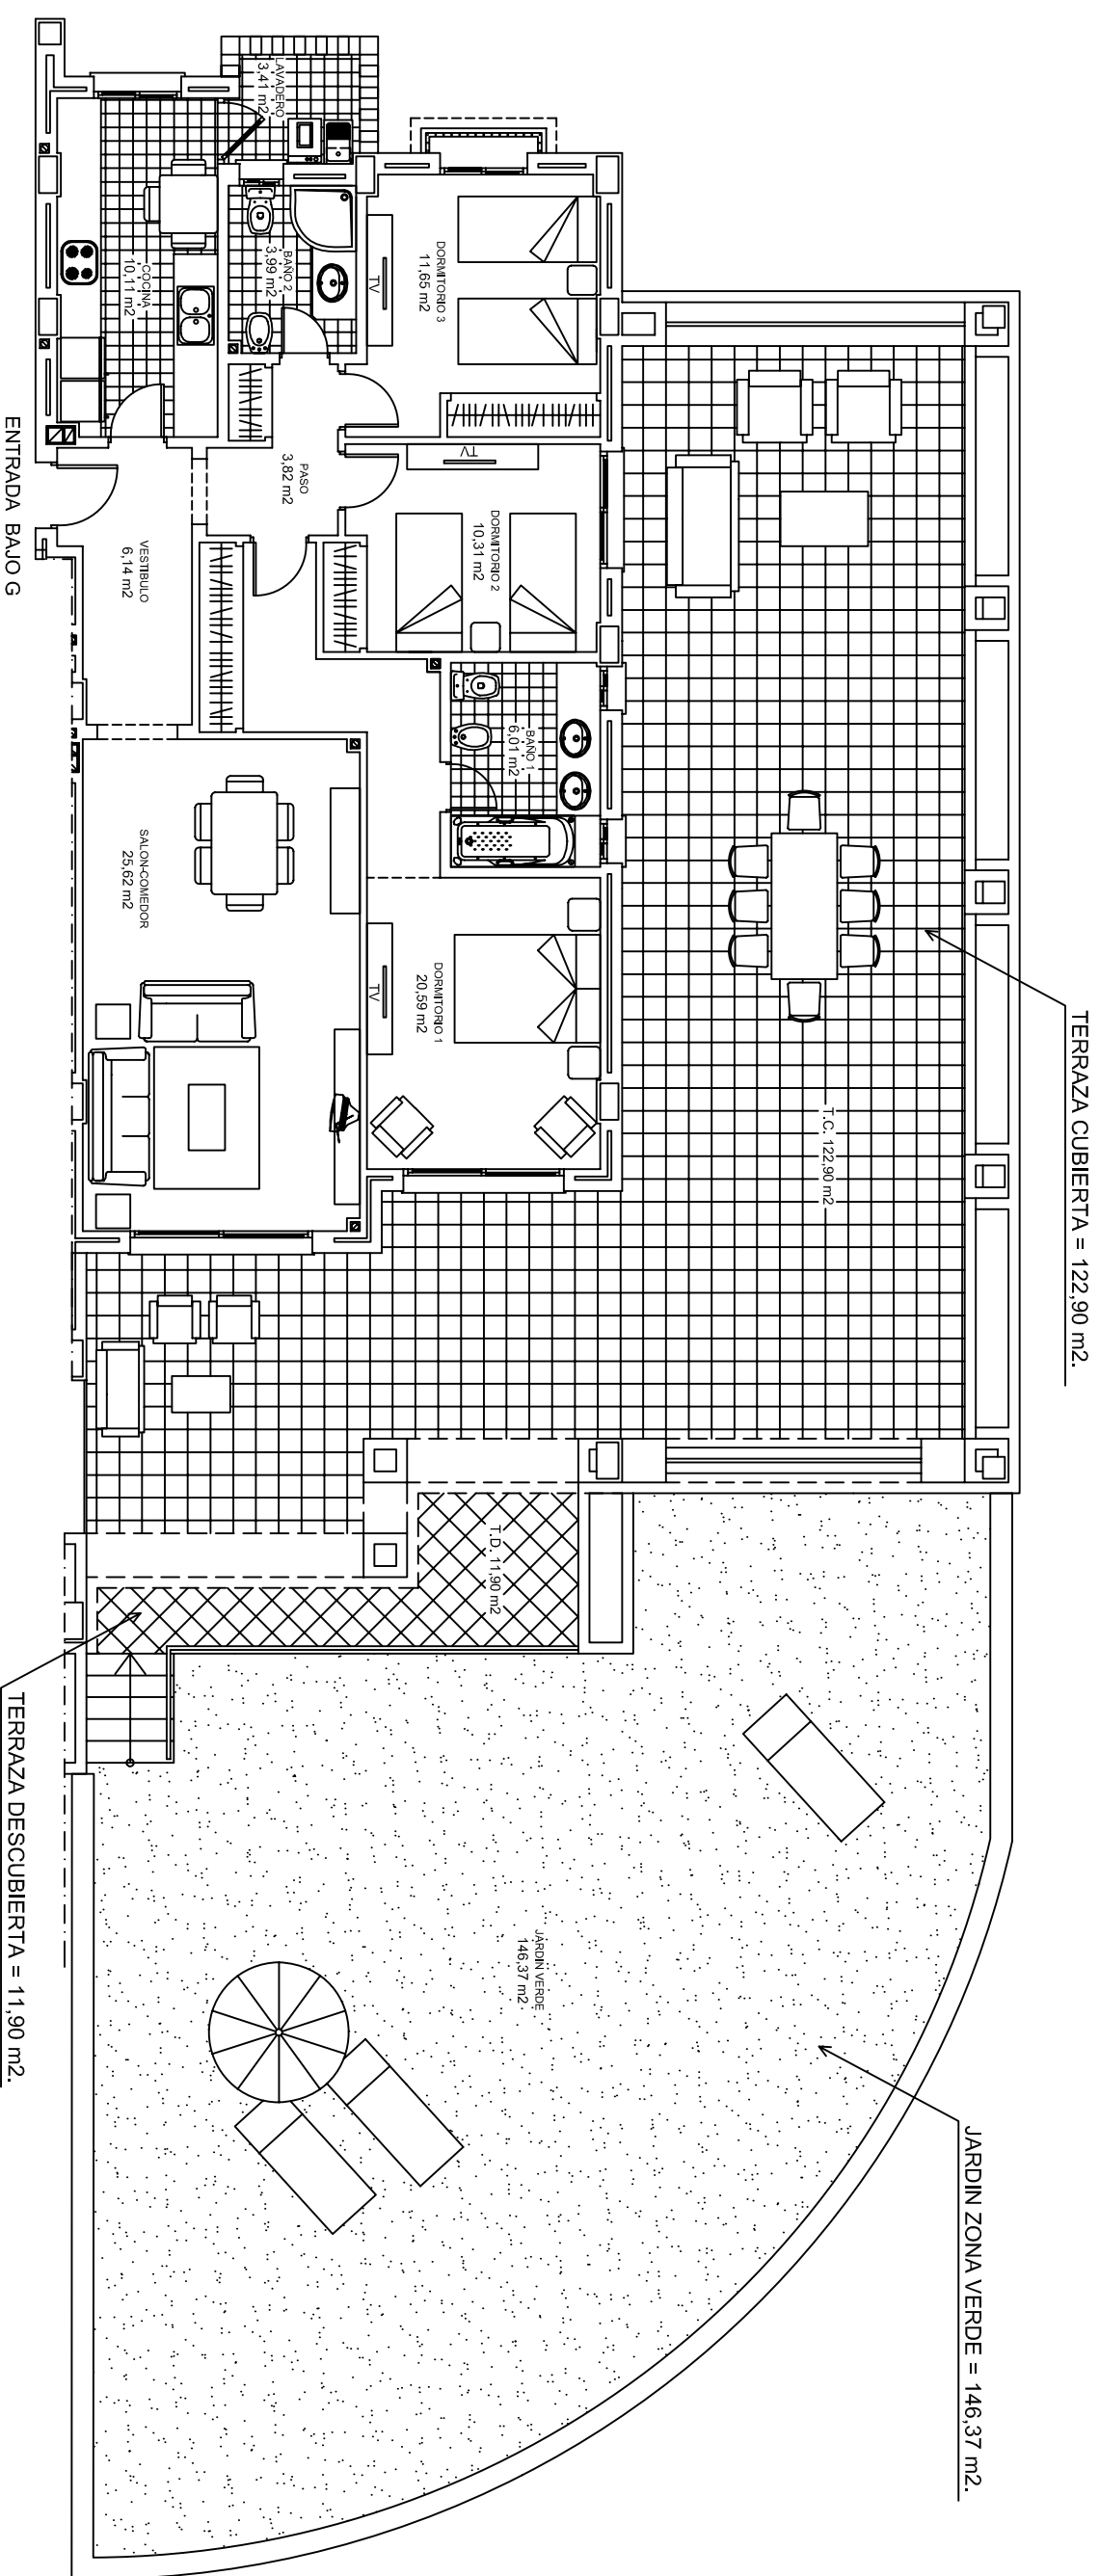 TERRAZA CUBIERTA = 122,90 m2.
JARDIN ZONA VERDE = 146,37 m2.
T.C. 122,90 m2
LAVADERO
3,41 m2
DORMITORIO 3
11,65 m2
TV
BAÑO 2
3,99 m2
COCINA
10,11 m2
PASO
3,82 m2
DORMITORIO 2
10,31 m2
TV
BAÑO 1
6,01 m2
VESTIBULO
6,14 m2
SALON-COMEDOR
25,62 m2
DORMITORIO 1
20,59 m2
TV
T.D. 11,90 m2
JARDIN VERDE
146,37 m2.
ENTRADA BAJO G
TERRAZA DESCUBIERTA = 11,90 m2.